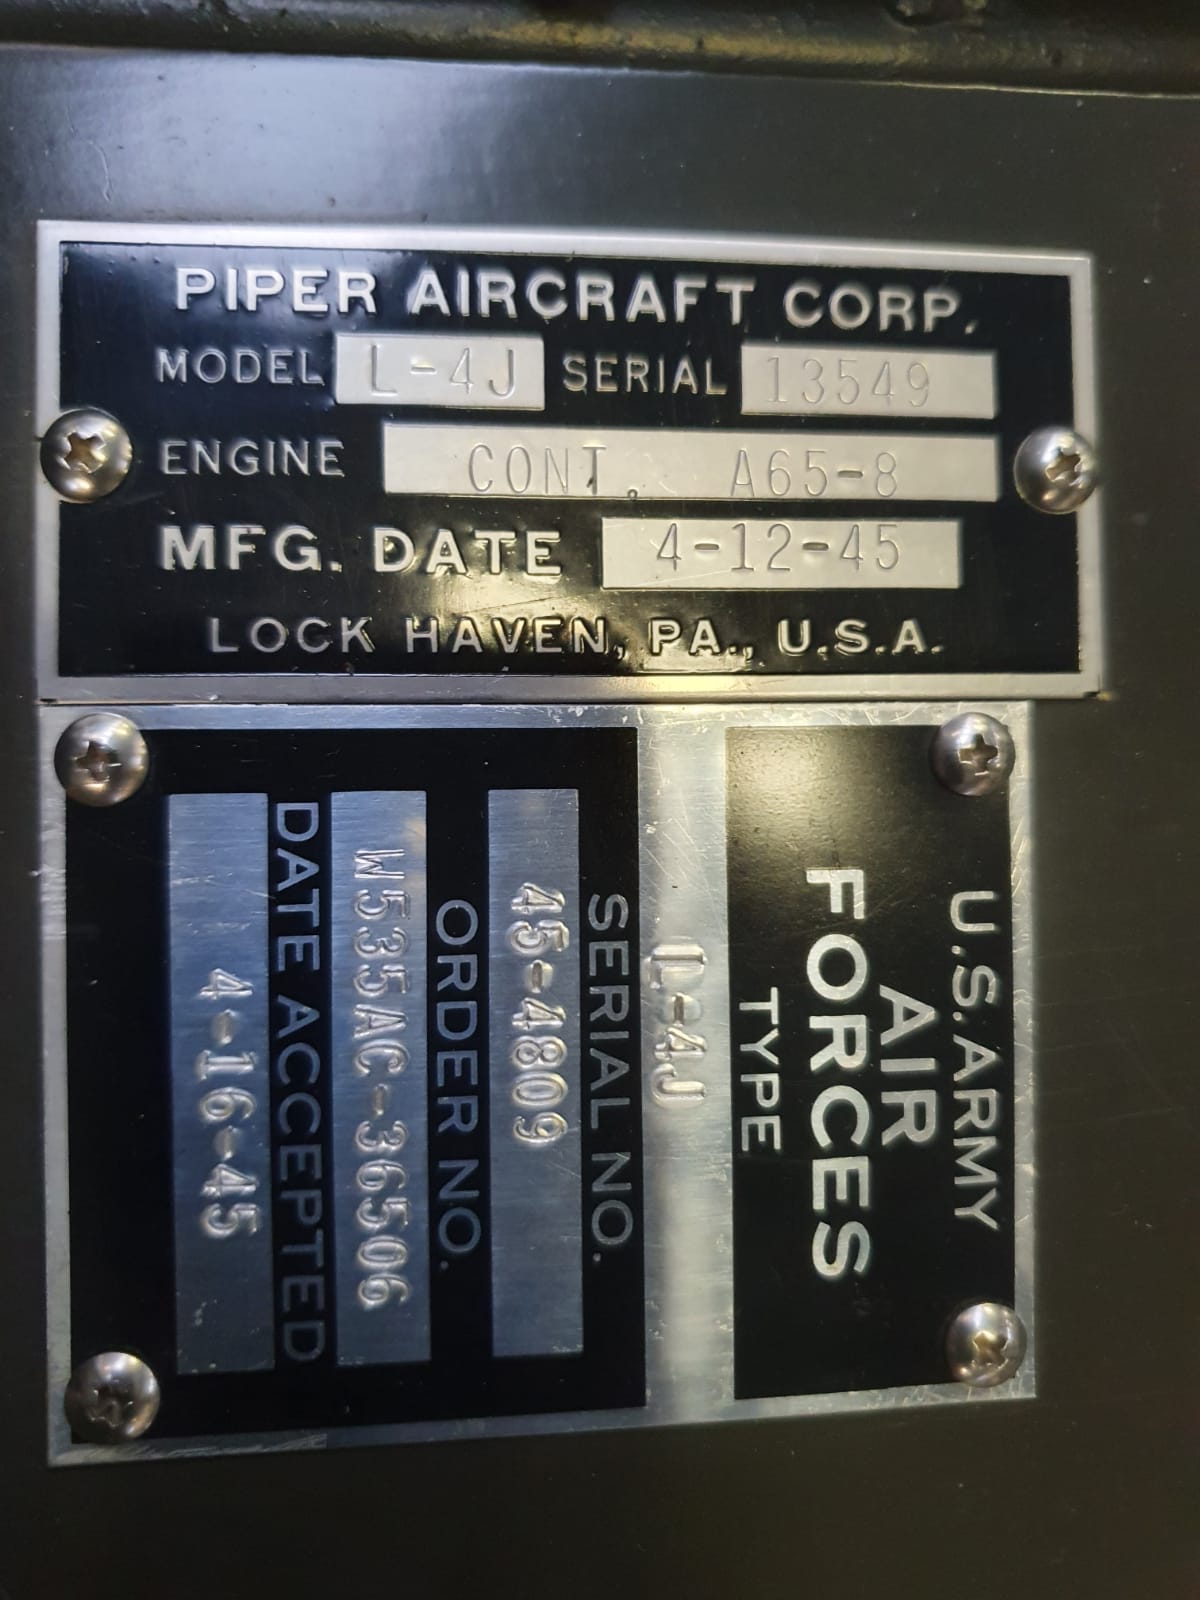 PIPER AIRCRAFT CORP.
MODEL L-4J SERIAL 13549
ENGINE CONT. A65-8
MFG. DATE 4-12-45
LOCK HAVEN, PA., U.S.A.
U.S. ARMY
AIR
FORCES
TYPE
L-4J
SERIAL NO.
45-4809
ORDER NO.
W535AC-36506
DATE ACCEPTED
4-16-45